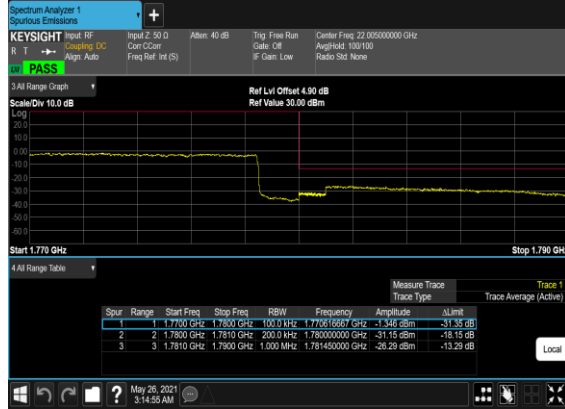 Spectrum Analyzer 1
Spurious Emissions
KEYSIGHT Input: RF Input Z: 50 Ω Atten: 40 dB Trig: Free Run Center Freq: 22.005000000 GHz
R T Coupling: DC Corr CCorr Gate: Off Avg|Hold: 100/100
Align: Auto Freq Ref: Int (S) IF Gain: Low Radio Std: None
PASS
3 All Range Graph
Ref Lvl Offset 4.90 dB
Scale/Div 10.0 dB Ref Value 30.00 dBm
Log
20.0
10.0
0.00
-10.0
-20.0
-30.0
-40.0
-50.0
-60.0
Start 1.770 GHz Stop 1.790 GH
4 All Range Table
Measure Trace Trace 1
Trace Type Trace Average (Active)
Spur Range Start Freq Stop Freq RBW Frequency Amplitude ΔLimit
1 1 1.7700 GHz 1.7800 GHz 100.0 kHz 1.770616667 GHz -1.346 dBm -31.35 dB
2 2 1.7800 GHz 1.7810 GHz 200.0 kHz 1.780000000 GHz -31.15 dBm -18.15 dB
3 3 1.7810 GHz 1.7900 GHz 1.000 MHz 1.781450000 GHz -26.29 dBm -13.29 dB
Local
? May 26, 2021
3:14:55 AM